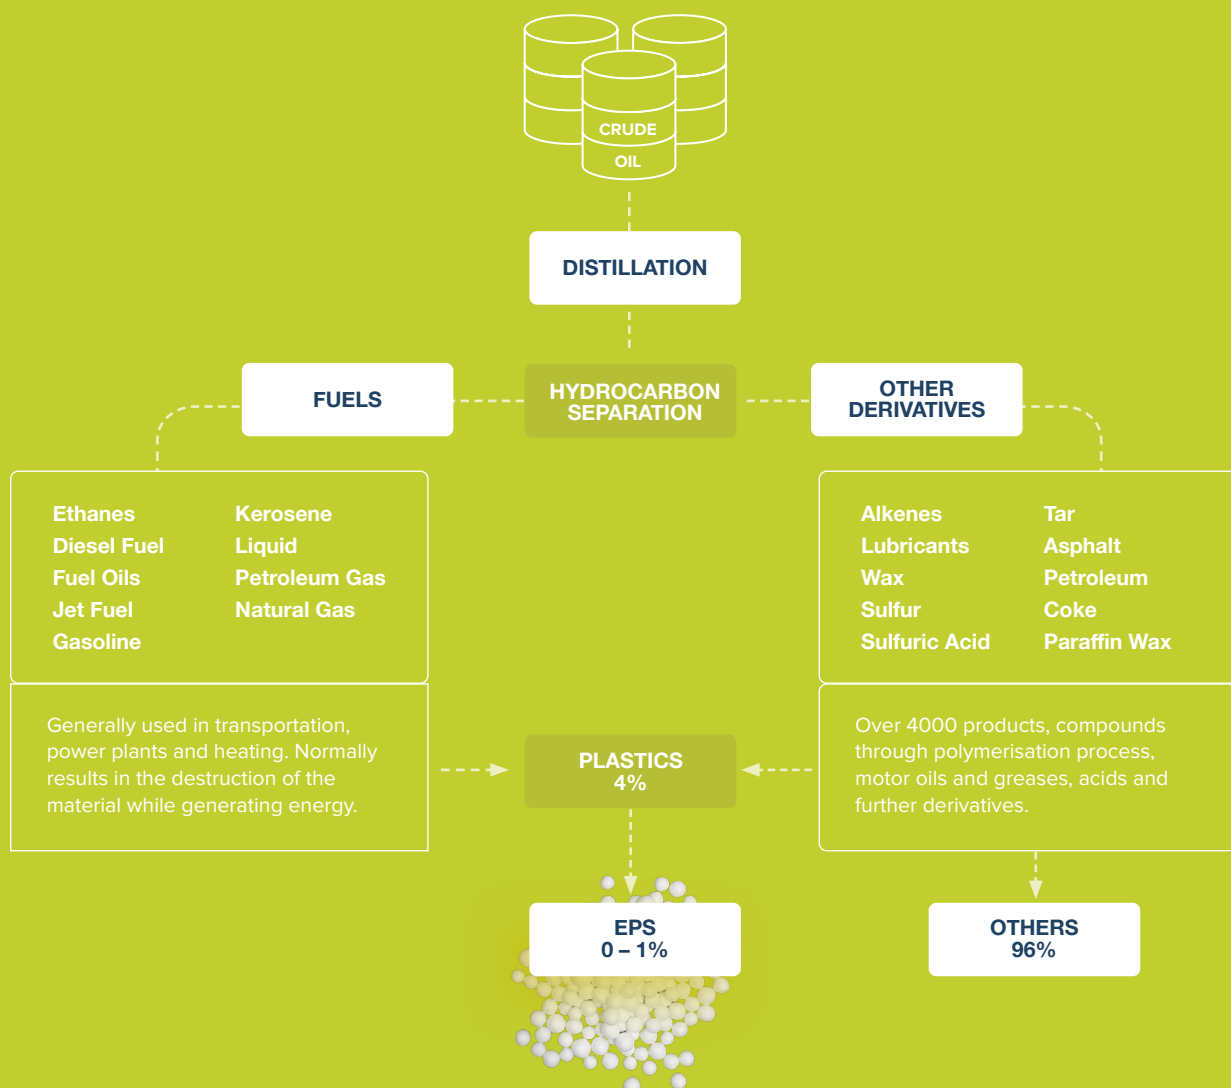 CRUDE
OIL
DISTILLATION
FUELS
HYDROCARBON
SEPARATION
OTHER
DERIVATIVES
Ethanes
Diesel Fuel
Fuel Oils
Jet Fuel
Gasoline
Kerosene
Liquid
Petroleum Gas
Natural Gas
Alkenes
Lubricants
Wax
Sulfur
Sulfuric Acid
Tar
Asphalt
Petroleum
Coke
Paraffin Wax
Generally used in transportation,
power plants and heating. Normally
results in the destruction of the
material while generating energy.
PLASTICS
4%
Over 4000 products, compounds
through polymerisation process,
motor oils and greases, acids and
further derivatives.
EPS
0 – 1%
OTHERS
96%